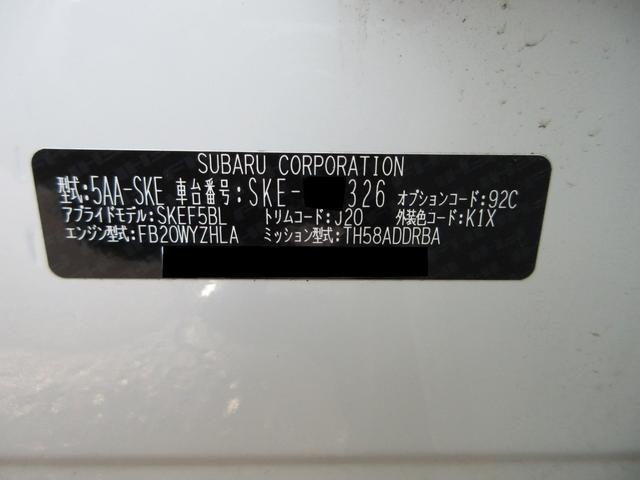 SUBARU CORPORATION
型式:5AA-SKE 車台番号:SKE- 326 オプションコード:92C
アプライドモデル:SKEF5BL トリムコード:J20 外装色コード:K1X
エンジン型式:FB20WYZHLA ミッション型式:TH58ADDRBA